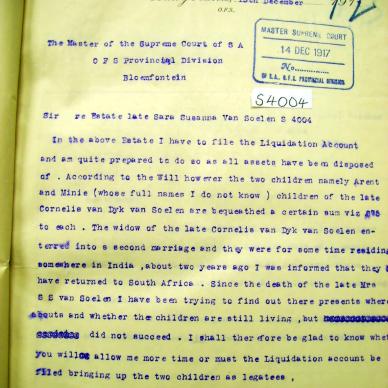 13th December 191
O.F.S.
MASTER SUPREME COURT
14 DEC 1917
No.
OF S.A., O.F.S. PROVINCIAL DIVISION
The Master of the Supreme Court of S A
O F S Provincial Division
Bloemfontein
S4004
Sir re Estate late Sara Susanna Van Soelen S 4004
In the above Estate I have to file the Liquidation Account
and am quite prepared to do so as all assets have been disposed
of . According to the Will however the two children namely Arent
and Minie (whose full names I do not know ) children of the late
Cornelis van Dyk van Soelen are bequeathed a certain sum viz
to each . The widow of the late Cornelis van Dyk van Soelen en-
terred into a second marriage and they were for some time residing
somewhere in India ,about two years ago I was informed that they
have returned to South Africa . Since the death of the late Mrs
S S van Soelen I have been trying to find out there presents where
abouts and whether the children are still living ,but
did not succeed . I shall therefore be glad to know whe
you will allow me more time or must the Liquidation account be
filed bringing up the two children as legatees .